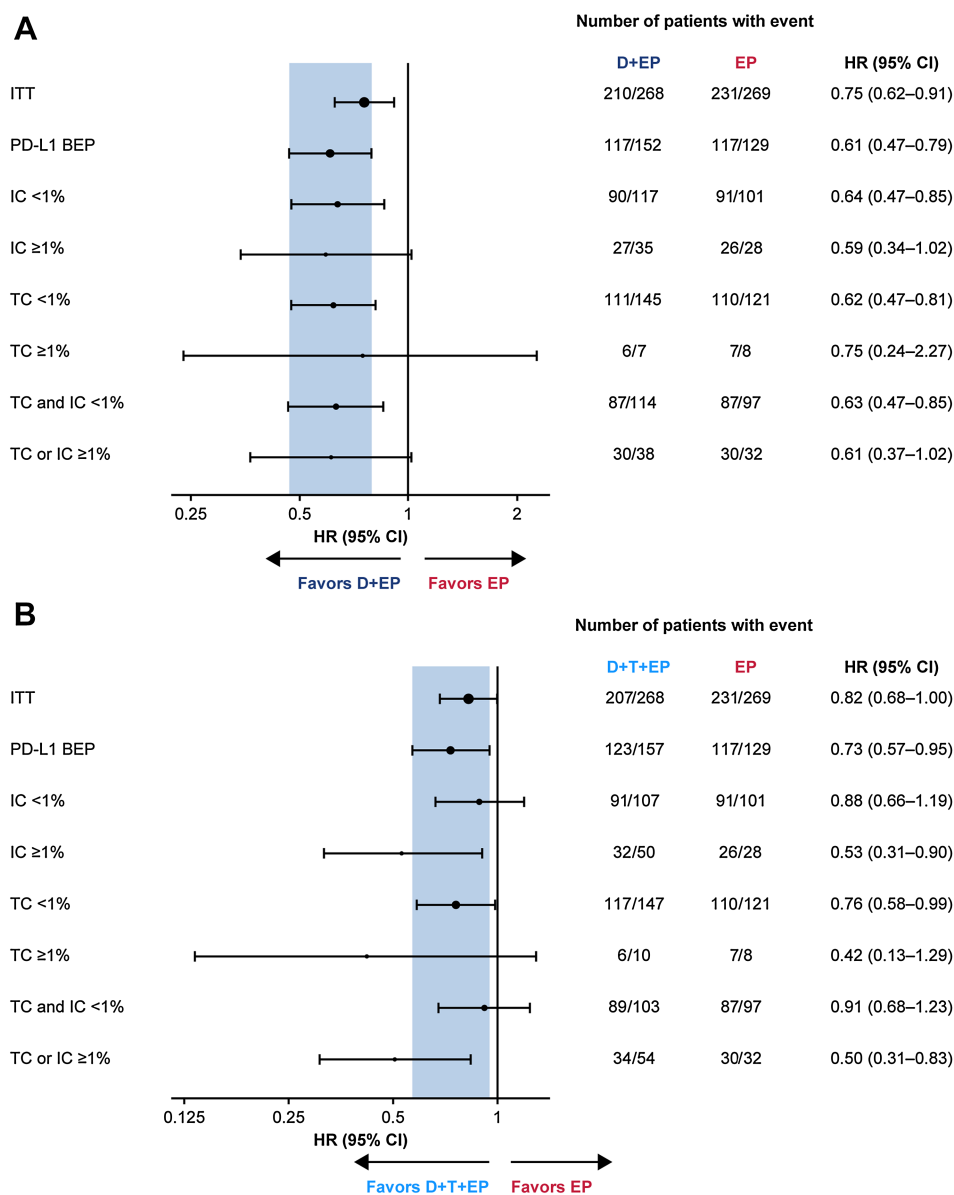 A
Number of patients with event
D+EP EP HR (95% CI)
ITT 210/268 231/269 0.75 (0.62–0.91)
PD-L1 BEP 117/152 117/129 0.61 (0.47–0.79)
IC <1% 90/117 91/101 0.64 (0.47–0.85)
IC ≥1% 27/35 26/28 0.59 (0.34–1.02)
TC <1% 111/145 110/121 0.62 (0.47–0.81)
TC ≥1% 6/7 7/8 0.75 (0.24–2.27)
TC and IC <1% 87/114 87/97 0.63 (0.47–0.85)
TC or IC ≥1% 30/38 30/32 0.61 (0.37–1.02)
0.25 0.5 1 2
HR (95% CI)
Favors D+EP Favors EP
B
Number of patients with event
D+T+EP EP HR (95% CI)
ITT 207/268 231/269 0.82 (0.68–1.00)
PD-L1 BEP 123/157 117/129 0.73 (0.57–0.95)
IC <1% 91/107 91/101 0.88 (0.66–1.19)
IC ≥1% 32/50 26/28 0.53 (0.31–0.90)
TC <1% 117/147 110/121 0.76 (0.58–0.99)
TC ≥1% 6/10 7/8 0.42 (0.13–1.29)
TC and IC <1% 89/103 87/97 0.91 (0.68–1.23)
TC or IC ≥1% 34/54 30/32 0.50 (0.31–0.83)
0.125 0.25 0.5 1
HR (95% CI)
Favors D+T+EP Favors EP